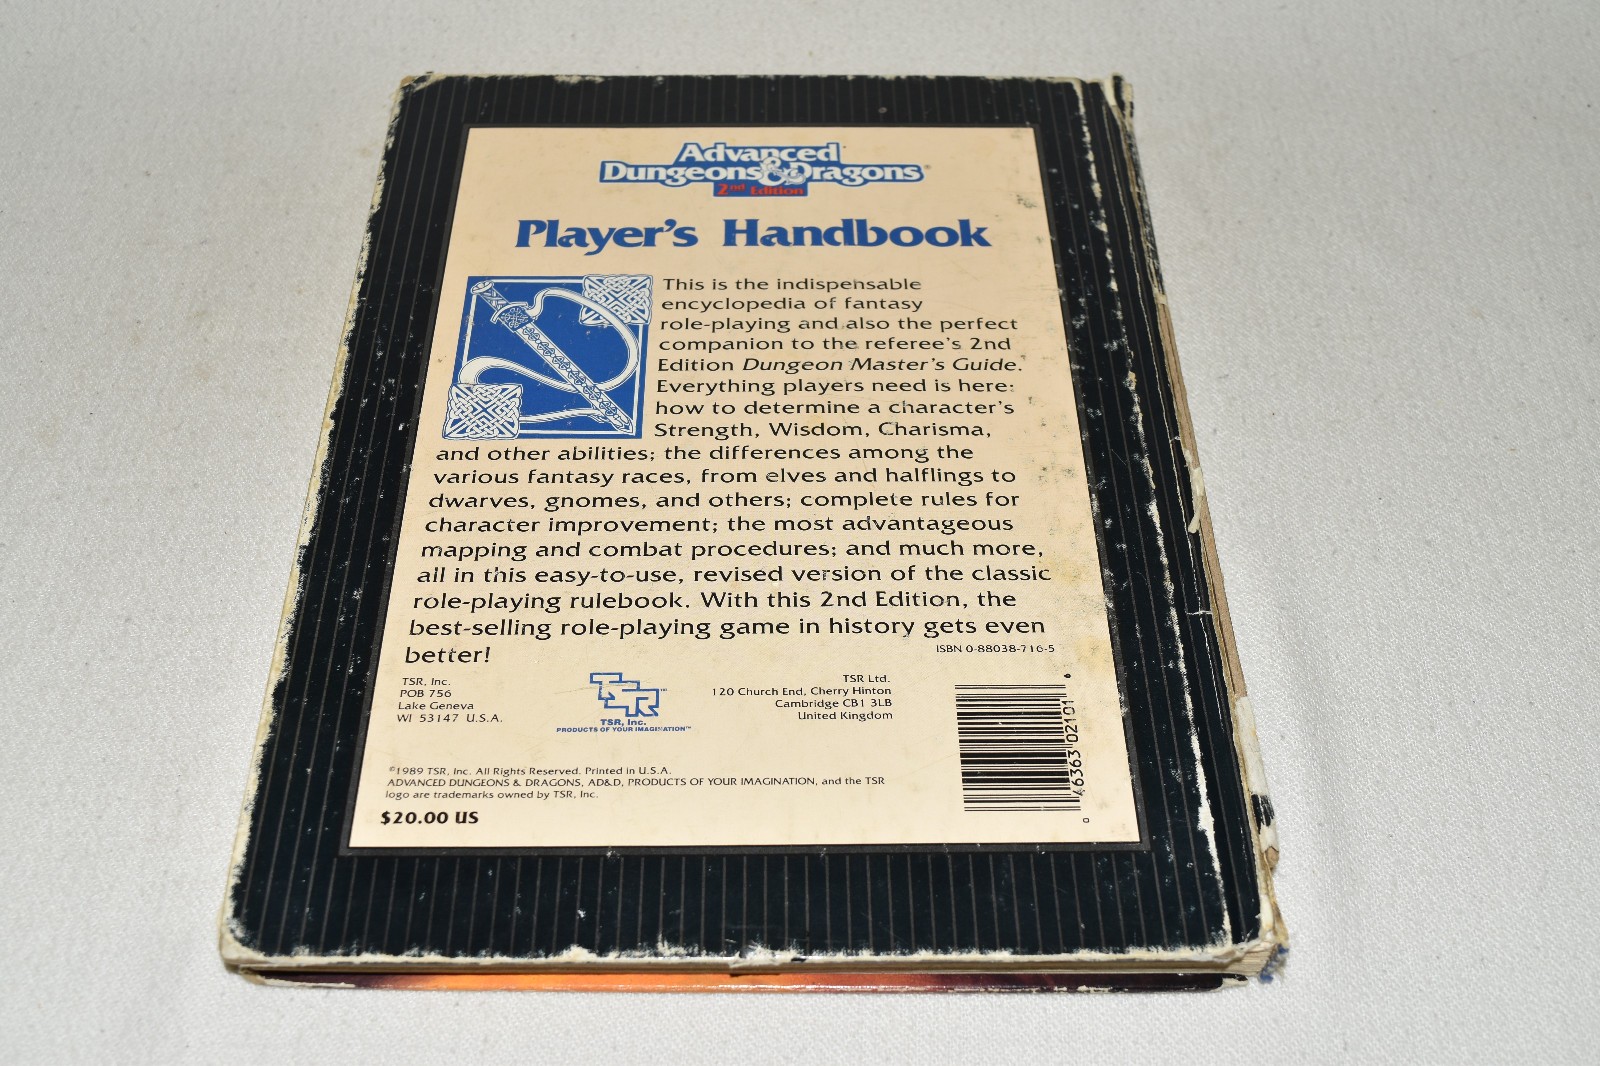 Advanced
Dungeons & Dragons®
2nd Edition
Player's Handbook
This is the indispensable
encyclopedia of fantasy
role-playing and also the perfect
companion to the referee's 2nd
Edition Dungeon Master's Guide.
Everything players need is here:
how to determine a character's
Strength, Wisdom, Charisma,
and other abilities; the differences among the
various fantasy races, from elves and halflings to
dwarves, gnomes, and others; complete rules for
character improvement; the most advantageous
mapping and combat procedures; and much more,
all in this easy-to-use, revised version of the classic
role-playing rulebook. With this 2nd Edition, the
best-selling role-playing game in history gets even
better!
ISBN 0-88038-716-5
TSR, Inc.
POB 756
Lake Geneva
WI 53147 U.S.A.
TSR™
TSR, Inc.
PRODUCTS OF YOUR IMAGINATION™
TSR Ltd.
120 Church End, Cherry Hinton
Cambridge CB1 3LB
United Kingdom
0 46363 02101 6
©1989 TSR, Inc. All Rights Reserved. Printed in U.S.A.
ADVANCED DUNGEONS & DRAGONS, AD&D, PRODUCTS OF YOUR IMAGINATION, and the TSR
logo are trademarks owned by TSR, Inc.
$20.00 US